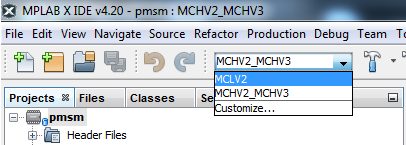 MPLAB X IDE v4.20 - pmsm : MCHV2_MCHV3
File Edit View Navigate Source Refactor Production Debug Team
MCHV2_MCHV3
MCLV2
MCHV2_MCHV3
Customize...
Projects Files Classes
pmsm
Header Files